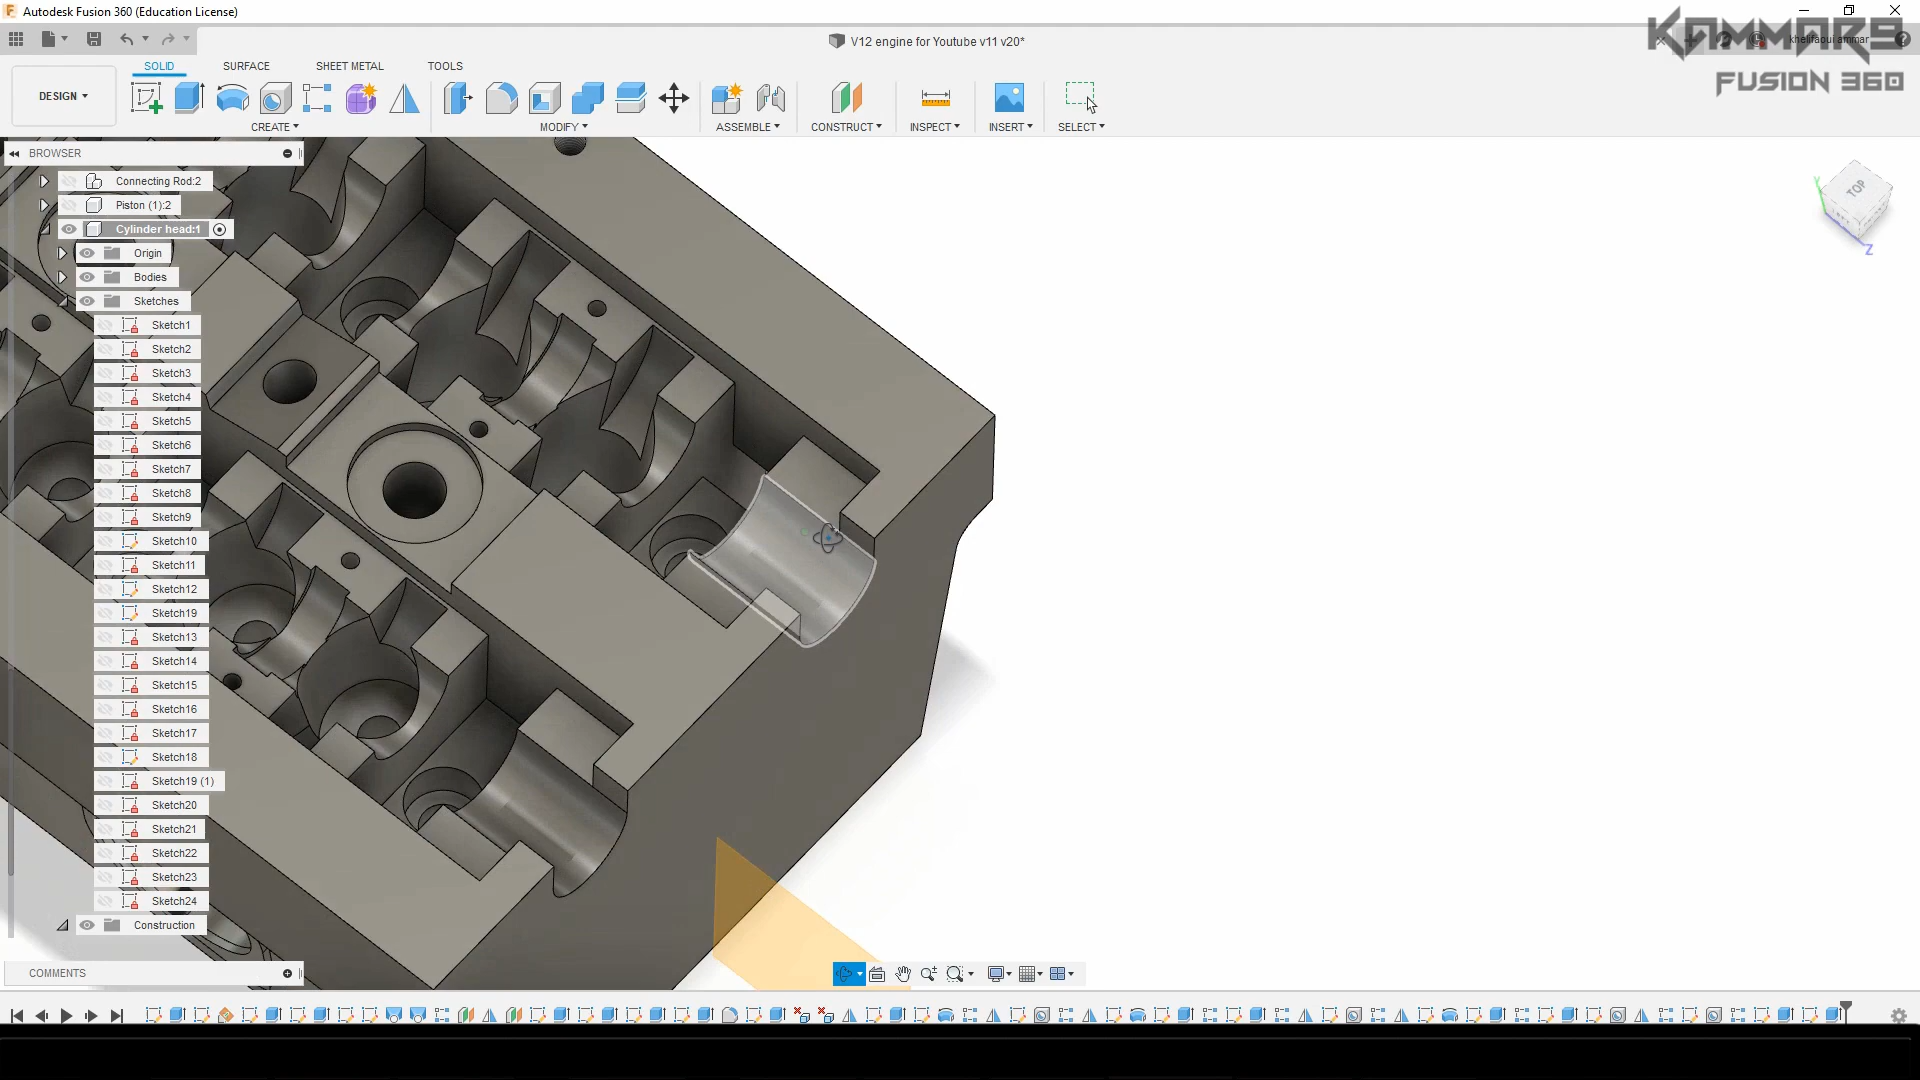 Autodesk Fusion 360 (Education License)
V12 engine for Youtube v11 v20*
khelifaoui ammar
KAMMAR9
FUSION 360
SOLID SURFACE SHEET METAL TOOLS
DESIGN
CREATE MODIFY ASSEMBLE CONSTRUCT INSPECT INSERT SELECT
BROWSER
Connecting Rod:2
Piston (1):2
Cylinder head:1
Origin
Bodies
Sketches
Sketch1
Sketch2
Sketch3
Sketch4
Sketch5
Sketch6
Sketch7
Sketch8
Sketch9
Sketch10
Sketch11
Sketch12
Sketch19
Sketch13
Sketch14
Sketch15
Sketch16
Sketch17
Sketch18
Sketch19 (1)
Sketch20
Sketch21
Sketch22
Sketch23
Sketch24
Construction
TOP
Y
Z
COMMENTS